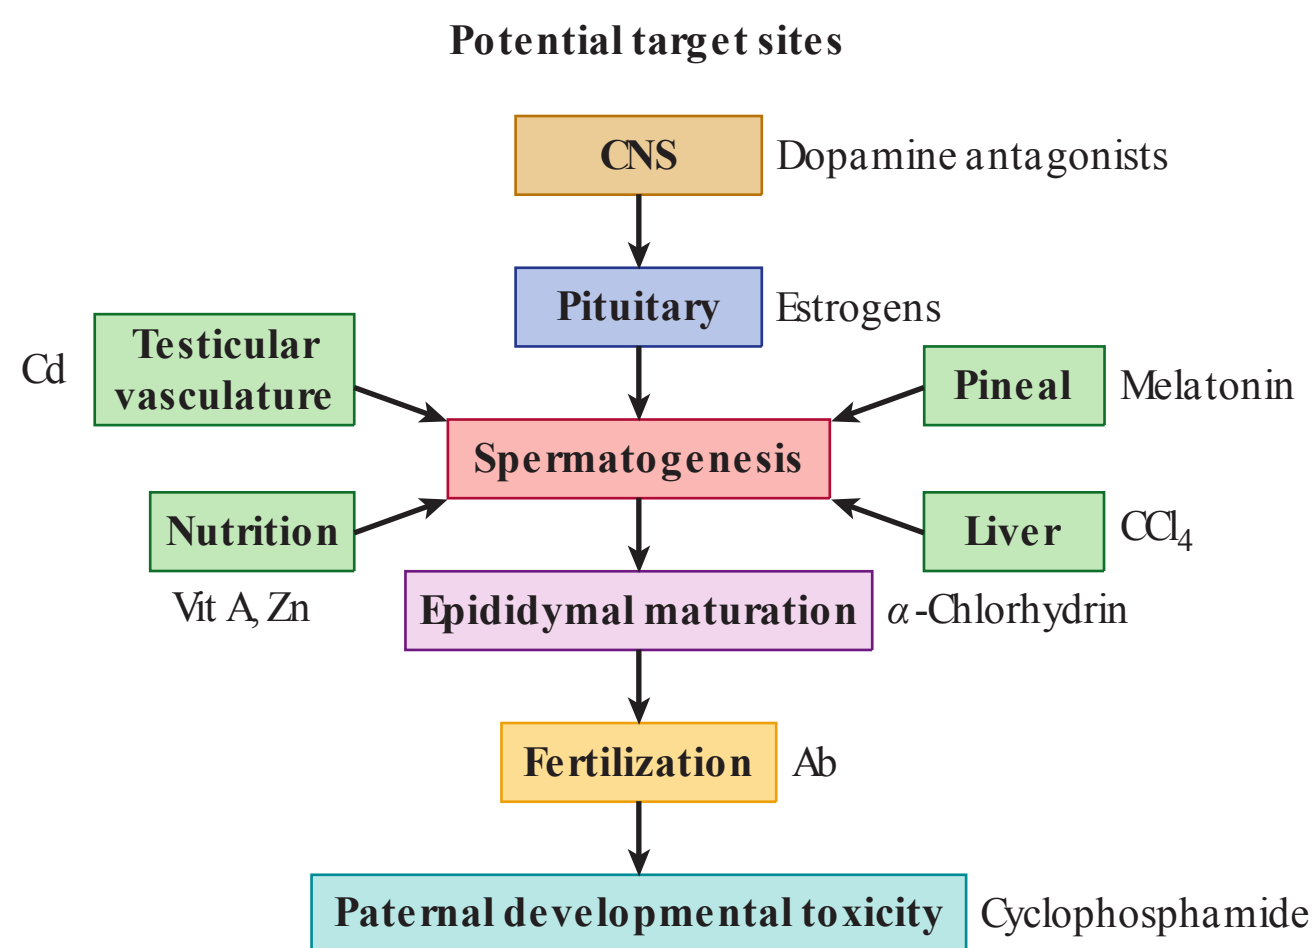 Potential target sites
CNS
Dopamine antagonists
Pituitary
Estrogens
Cd
Testicular
vasculature
Pineal
Melatonin
Spermatogenesis
Nutrition
Vit A, Zn
Liver
CCl₄
Epididymal maturation
α-Chlorhydrin
Fertilization
Ab
Paternal developmental toxicity
Cyclophosphamide